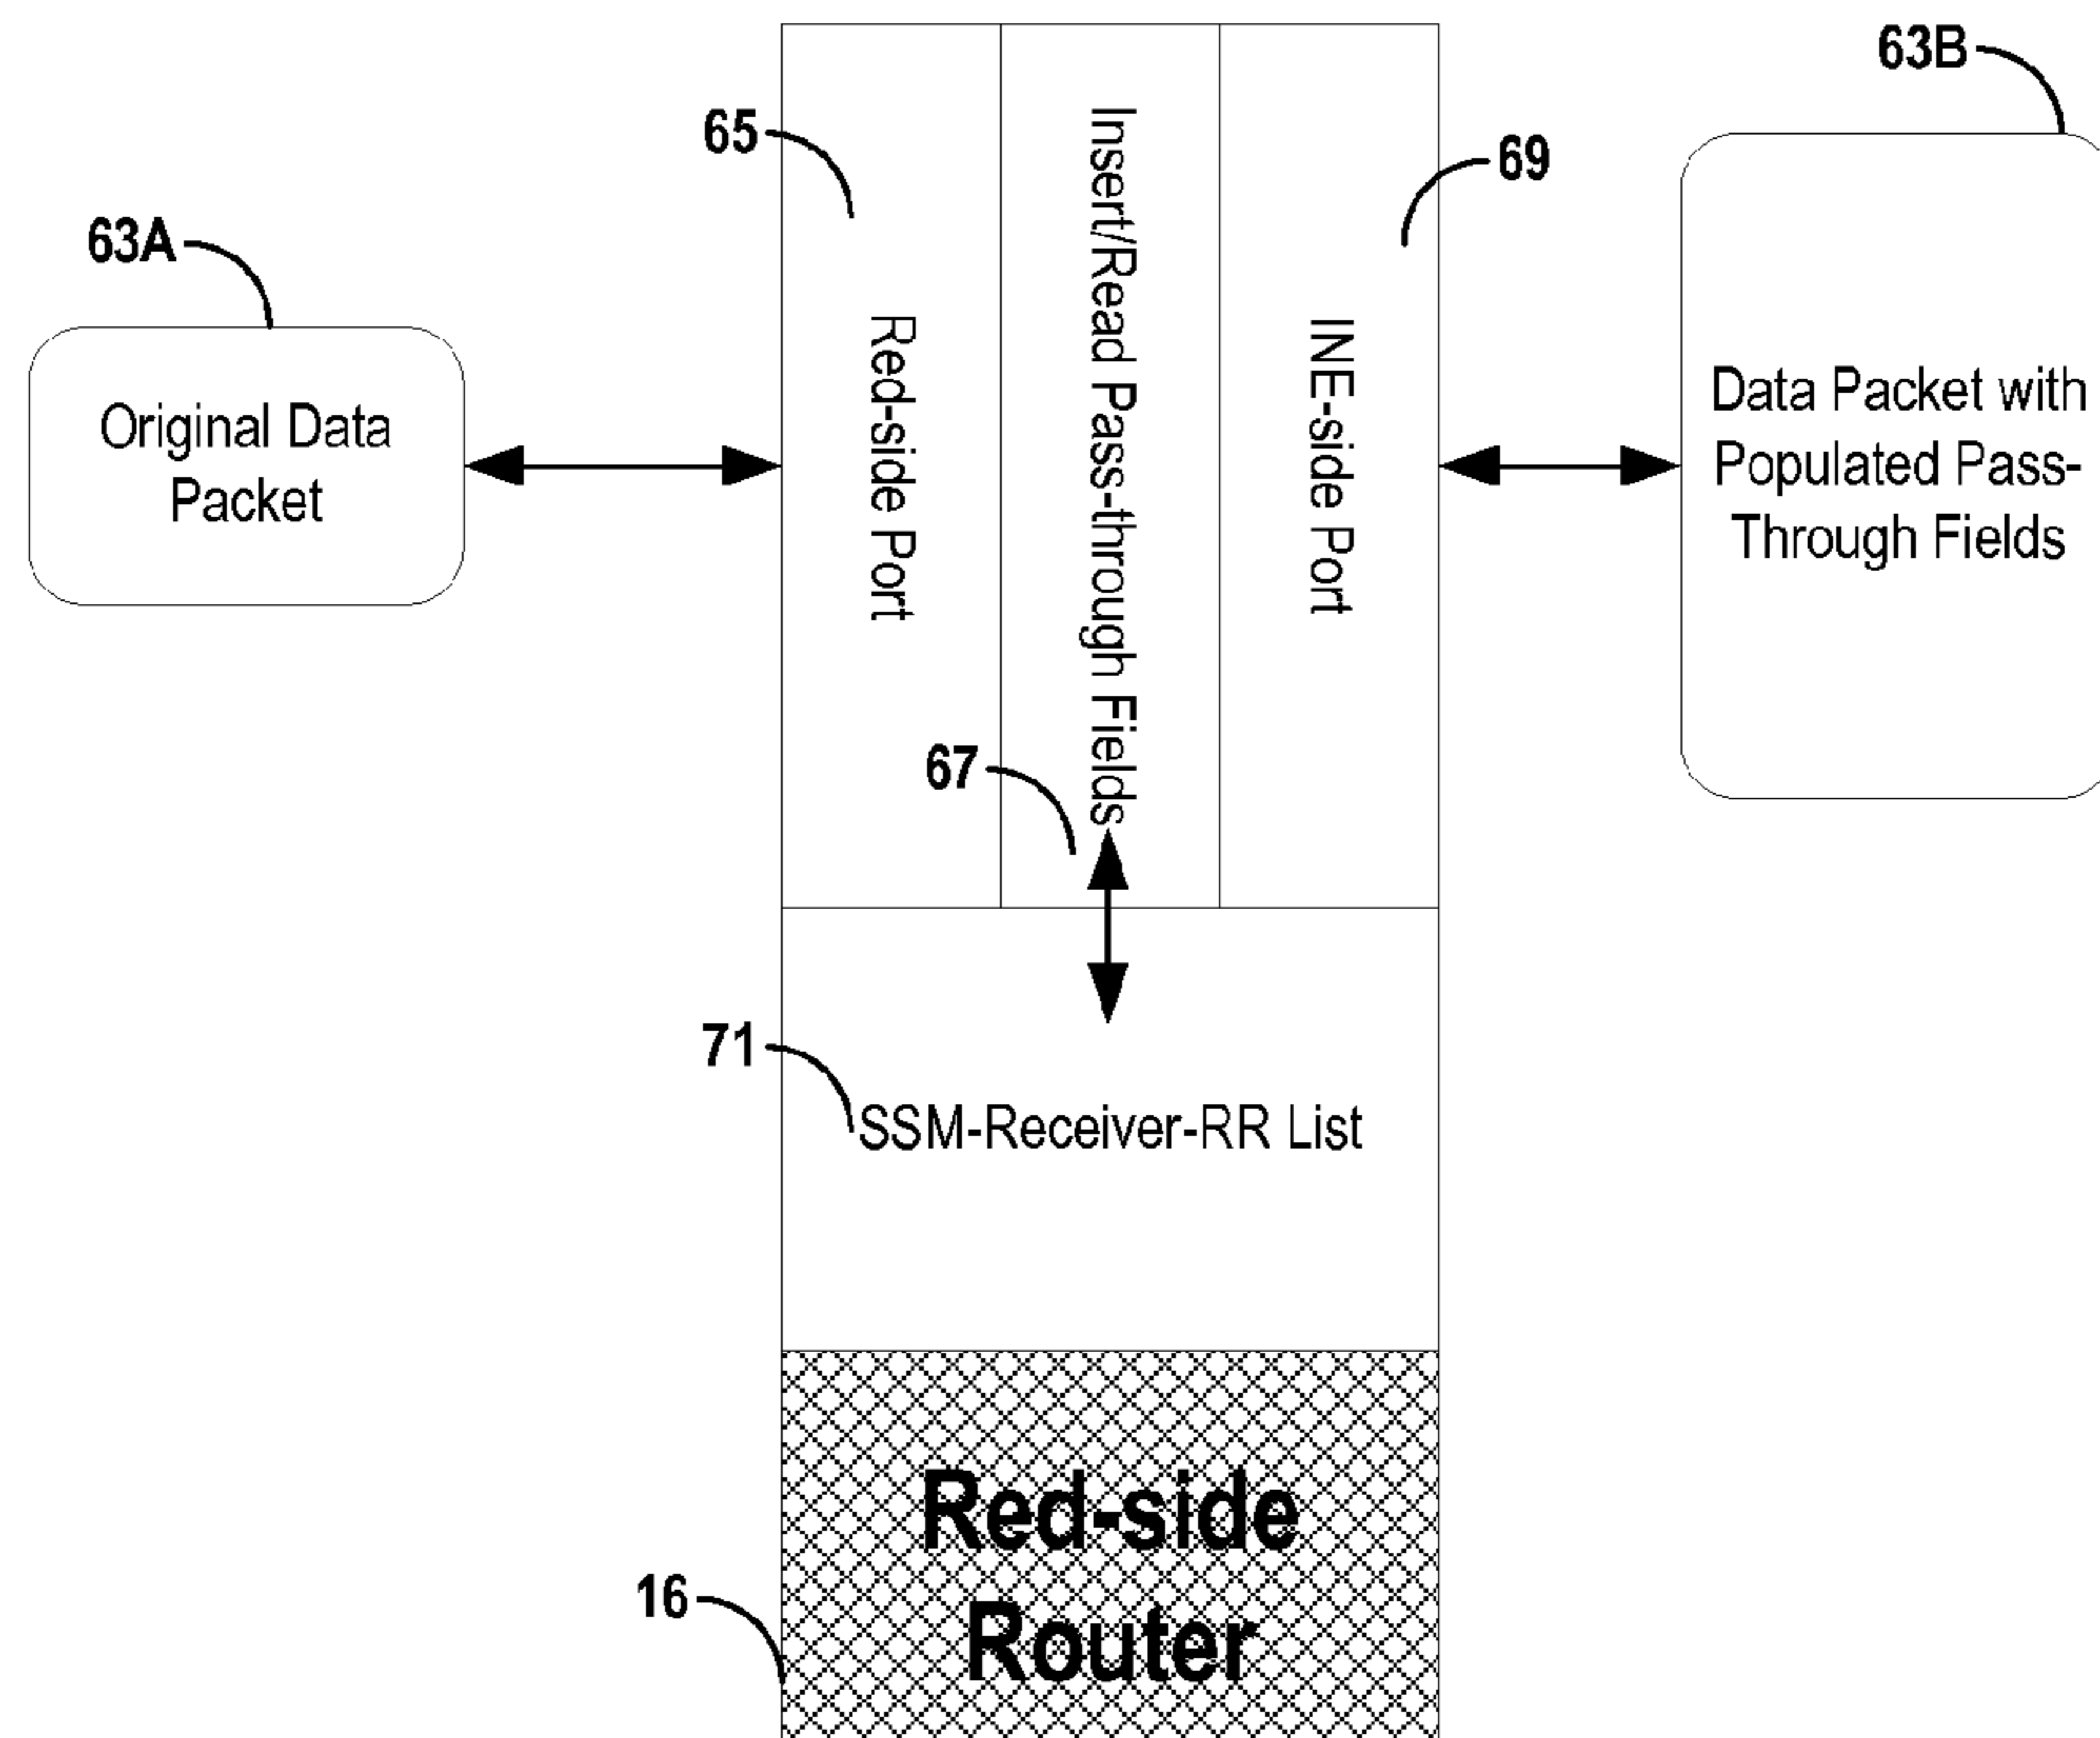 63B
65
69
63A
Original Data
Packet
Red-side Port
Insert/Read Pass-through Fields
INE-side Port
Data Packet with
Populated Pass-
Through Fields
67
71
SSM-Receiver-RR List
Red-side
Router
16